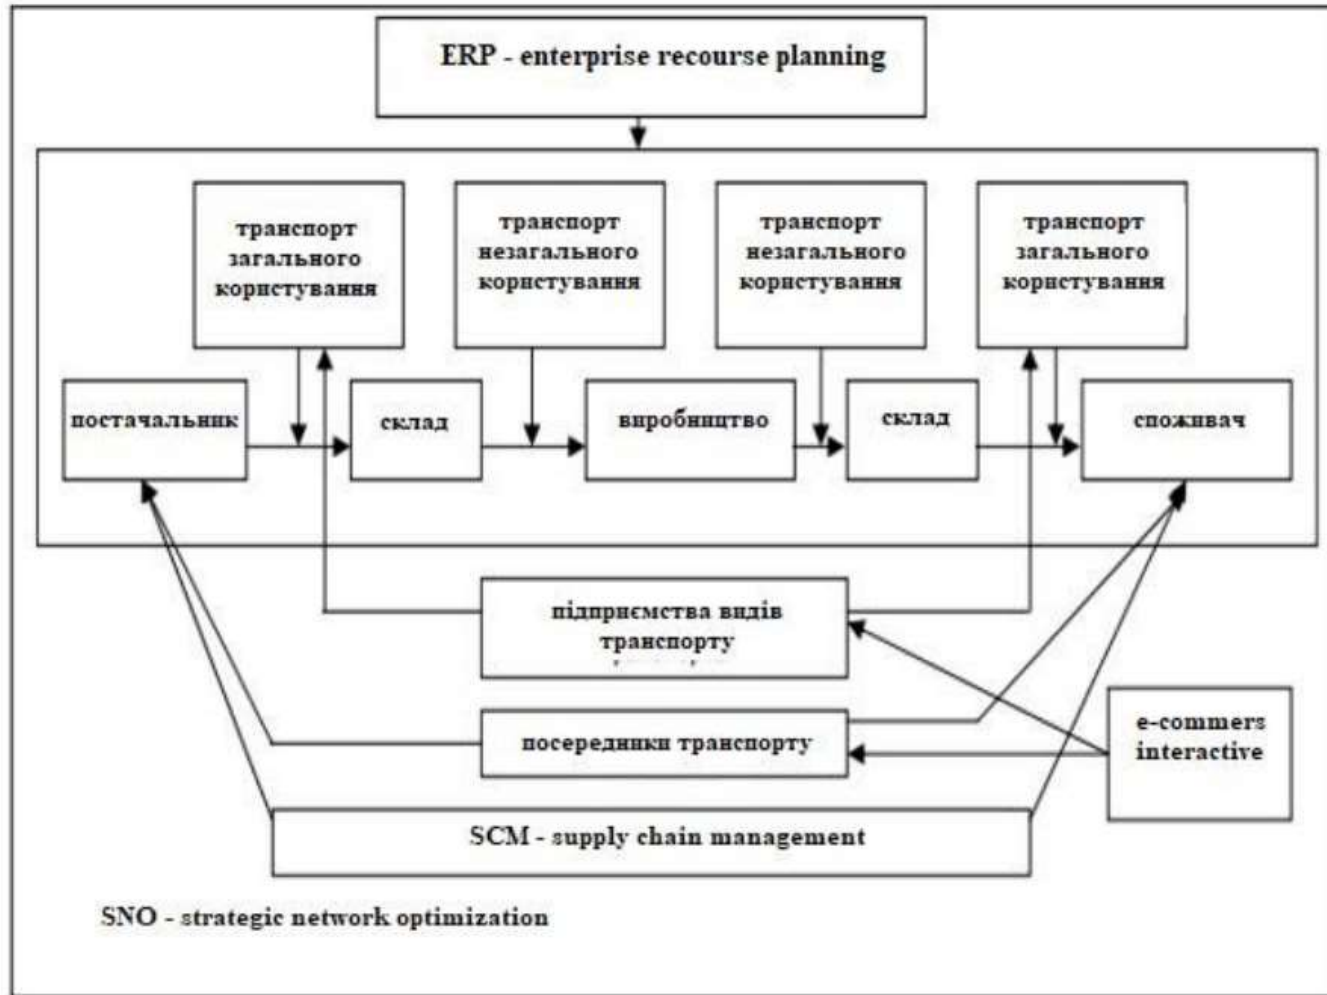 ERP - enterprise recourse planning
транспорт
загального
користування
транспорт
незагального
користування
транспорт
незагального
користування
транспорт
загального
користування
постачальник
склад
виробництво
склад
споживач
підприємства видів
транспорту
посередники транспорту
e-commers
interactive
SCM - supply chain management
SNO - strategic network optimization